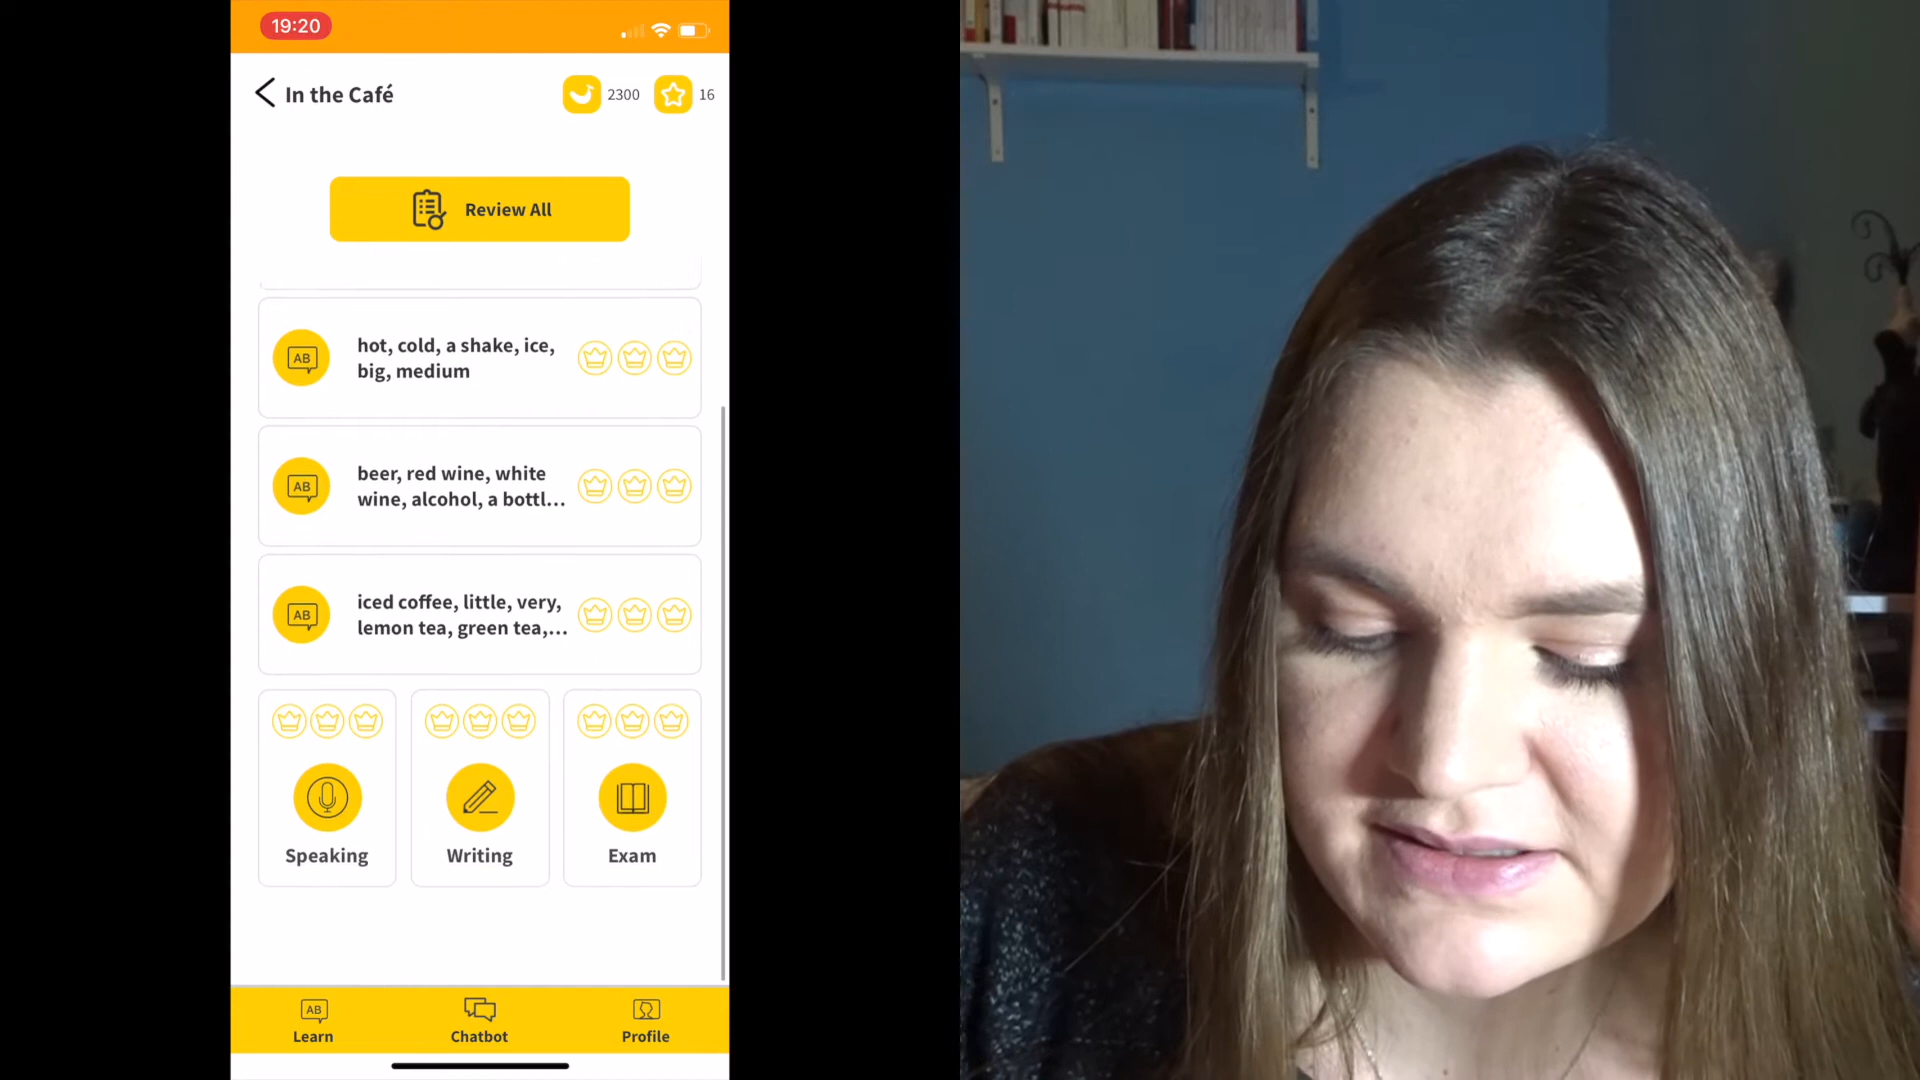 19:20
In the Café
2300
16
Review All
hot, cold, a shake, ice,
big, medium
AB
beer, red wine, white
wine, alcohol, a bottl...
AB
iced coffee, little, very,
lemon tea, green tea,...
AB
Speaking
Writing
Exam
AB
Learn
Chatbot
Profile